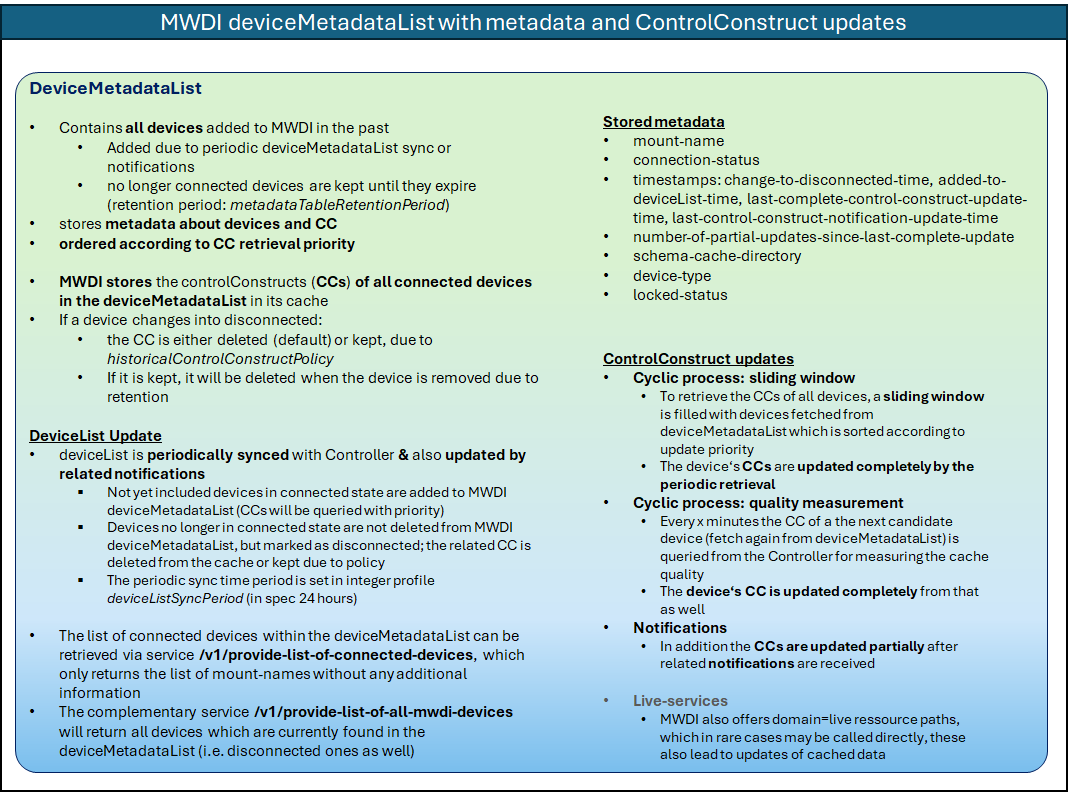 MWDI deviceMetadataList with metadata and ControlConstruct updates
DeviceMetadataList
• Contains all devices added to MWDI in the past
• Added due to periodic deviceMetadataList sync or
notifications
• no longer connected devices are kept until they expire
(retention period: metadataTableRetentionPeriod)
• stores metadata about devices and CC
• ordered according to CC retrieval priority
• MWDI stores the controlConstructs (CCs) of all connected devices
in the deviceMetadataList in its cache
• If a device changes into disconnected:
• the CC is either deleted (default) or kept, due to
historicalControlConstructPolicy
• If it is kept, it will be deleted when the device is removed due to
retention
DeviceList Update
• deviceList is periodically synced with Controller & also updated by
related notifications
▪ Not yet included devices in connected state are added to MWDI
deviceMetadataList (CCs will be queried with priority)
▪ Devices no longer in connected state are not deleted from MWDI
deviceMetadataList, but marked as disconnected; the related CC is
deleted from the cache or kept due to policy
▪ The periodic sync time period is set in integer profile
deviceListSyncPeriod (in spec 24 hours)
• The list of connected devices within the deviceMetadataList can be
retrieved via service /v1/provide-list-of-connected-devices, which
only returns the list of mount-names without any additional
information
• The complementary service /v1/provide-list-of-all-mwdi-devices
will return all devices which are currently found in the
deviceMetadataList (i.e. disconnected ones as well)
Stored metadata
• mount-name
• connection-status
• timestamps: change-to-disconnected-time, added-to-
deviceList-time, last-complete-control-construct-update-
time, last-control-construct-notification-update-time
• number-of-partial-updates-since-last-complete-update
• schema-cache-directory
• device-type
• locked-status
ControlConstruct updates
• Cyclic process: sliding window
• To retrieve the CCs of all devices, a sliding window
is filled with devices fetched from
deviceMetadataList which is sorted according to
update priority
• The device‘s CCs are updated completely by the
periodic retrieval
• Cyclic process: quality measurement
• Every x minutes the CC of a the next candidate
device (fetch again from deviceMetadataList) is
queried from the Controller for measuring the cache
quality
• The device‘s CC is updated completely from that
as well
• Notifications
• In addition the CCs are updated partially after
related notifications are received
• Live-services
• MWDI also offers domain=live ressource paths,
which in rare cases may be called directly, these
also lead to updates of cached data